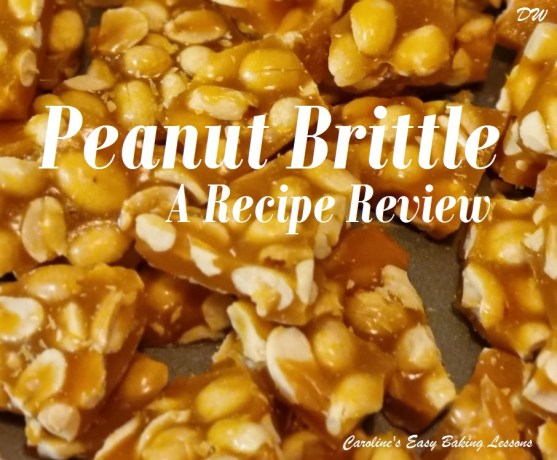 DW
Peanut Brittle
A Recipe Review
Caroline's Easy Baking Lessons